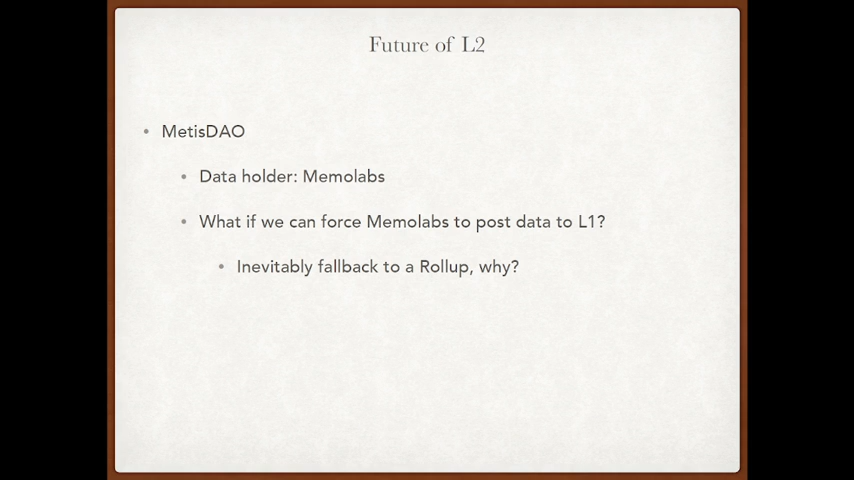 Future of L2
• MetisDAO
• Data holder: Memolabs
• What if we can force Memolabs to post data to L1?
• Inevitably fallback to a Rollup, why?